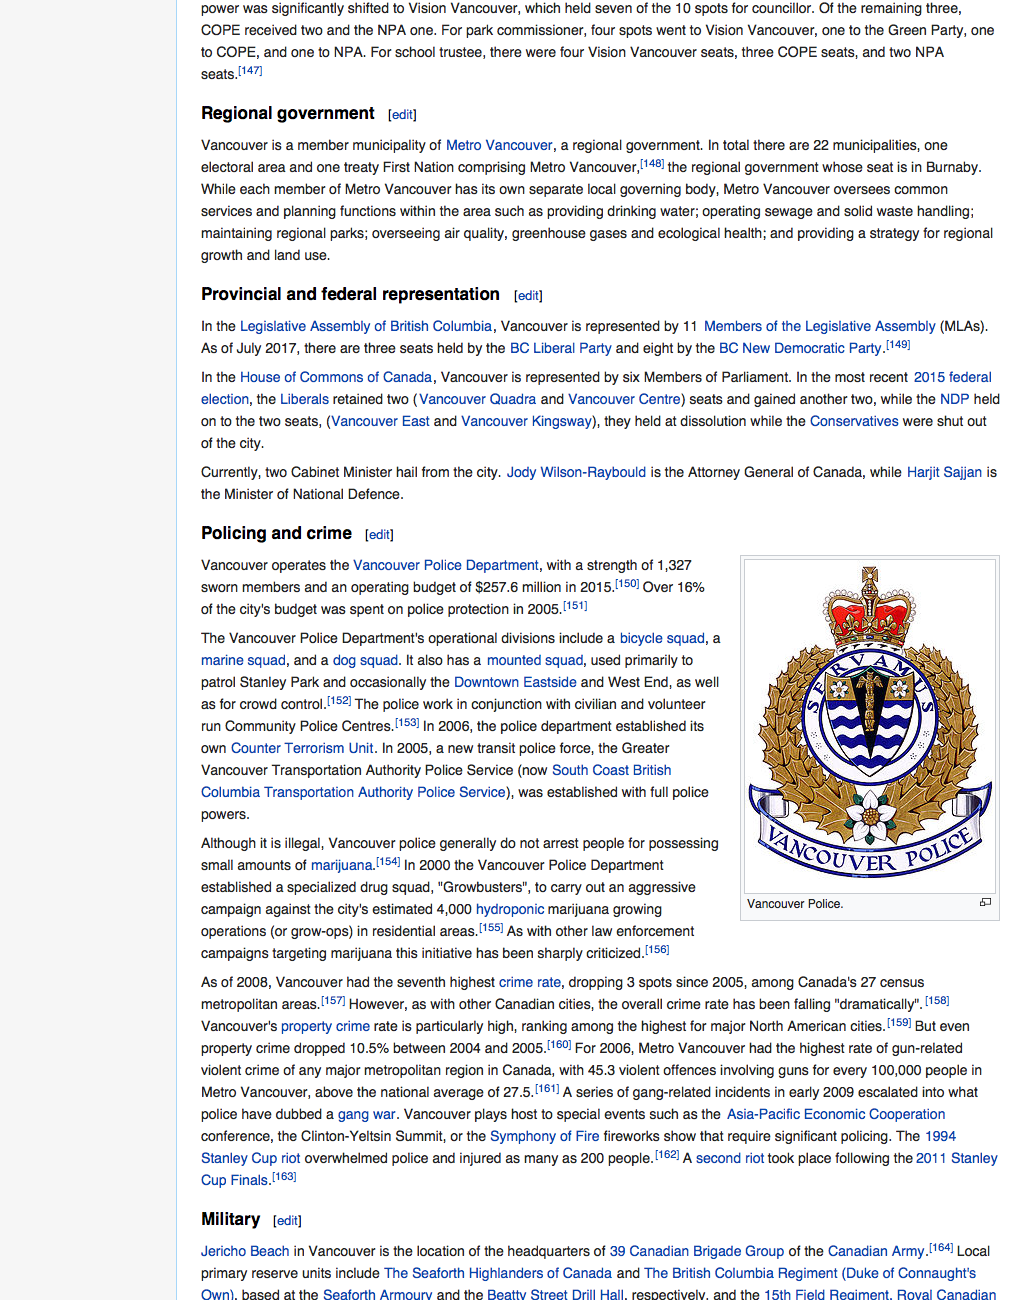 power was significantly shifted to Vision Vancouver, which held seven of the 10 spots for councillor. Of the remaining three,
COPE received two and the NPA one. For park commissioner, four spots went to Vision Vancouver, one to the Green Party, one
to COPE, and one to NPA. For school trustee, there were four Vision Vancouver seats, three COPE seats, and two NPA
seats.[147]
Regional government [edit]
Vancouver is a member municipality of Metro Vancouver, a regional government. In total there are 22 municipalities, one
electoral area and one treaty First Nation comprising Metro Vancouver,[148] the regional government whose seat is in Burnaby.
While each member of Metro Vancouver has its own separate local governing body, Metro Vancouver oversees common
services and planning functions within the area such as providing drinking water; operating sewage and solid waste handling;
maintaining regional parks; overseeing air quality, greenhouse gases and ecological health; and providing a strategy for regional
growth and land use.
Provincial and federal representation [edit]
In the Legislative Assembly of British Columbia, Vancouver is represented by 11 Members of the Legislative Assembly (MLAs).
As of July 2017, there are three seats held by the BC Liberal Party and eight by the BC New Democratic Party.[149]
In the House of Commons of Canada, Vancouver is represented by six Members of Parliament. In the most recent 2015 federal
election, the Liberals retained two (Vancouver Quadra and Vancouver Centre) seats and gained another two, while the NDP held
on to the two seats, (Vancouver East and Vancouver Kingsway), they held at dissolution while the Conservatives were shut out
of the city.
Currently, two Cabinet Minister hail from the city. Jody Wilson-Raybould is the Attorney General of Canada, while Harjit Sajjan is
the Minister of National Defence.
Policing and crime [edit]
Vancouver operates the Vancouver Police Department, with a strength of 1,327
sworn members and an operating budget of $257.6 million in 2015.[150] Over 16%
of the city's budget was spent on police protection in 2005.[151]
The Vancouver Police Department's operational divisions include a bicycle squad, a
marine squad, and a dog squad. It also has a mounted squad, used primarily to
patrol Stanley Park and occasionally the Downtown Eastside and West End, as well
as for crowd control.[152] The police work in conjunction with civilian and volunteer
run Community Police Centres.[153] In 2006, the police department established its
own Counter Terrorism Unit. In 2005, a new transit police force, the Greater
Vancouver Transportation Authority Police Service (now South Coast British
Columbia Transportation Authority Police Service), was established with full police
powers.
Although it is illegal, Vancouver police generally do not arrest people for possessing
small amounts of marijuana.[154] In 2000 the Vancouver Police Department
established a specialized drug squad, "Growbusters", to carry out an aggressive
campaign against the city's estimated 4,000 hydroponic marijuana growing
operations (or grow-ops) in residential areas.[155] As with other law enforcement
campaigns targeting marijuana this initiative has been sharply criticized.[156]
SERVAMUS
VANCOUVER POLICE
Vancouver Police.
As of 2008, Vancouver had the seventh highest crime rate, dropping 3 spots since 2005, among Canada's 27 census
metropolitan areas.[157] However, as with other Canadian cities, the overall crime rate has been falling "dramatically".[158]
Vancouver's property crime rate is particularly high, ranking among the highest for major North American cities.[159] But even
property crime dropped 10.5% between 2004 and 2005.[160] For 2006, Metro Vancouver had the highest rate of gun-related
violent crime of any major metropolitan region in Canada, with 45.3 violent offences involving guns for every 100,000 people in
Metro Vancouver, above the national average of 27.5.[161] A series of gang-related incidents in early 2009 escalated into what
police have dubbed a gang war. Vancouver plays host to special events such as the Asia-Pacific Economic Cooperation
conference, the Clinton-Yeltsin Summit, or the Symphony of Fire fireworks show that require significant policing. The 1994
Stanley Cup riot overwhelmed police and injured as many as 200 people.[162] A second riot took place following the 2011 Stanley
Cup Finals.[163]
Military [edit]
Jericho Beach in Vancouver is the location of the headquarters of 39 Canadian Brigade Group of the Canadian Army.[164] Local
primary reserve units include The Seaforth Highlanders of Canada and The British Columbia Regiment (Duke of Connaught's
Own), based at the Seaforth Armoury and the Beatty Street Drill Hall, respectively, and the 15th Field Regiment, Royal Canadian